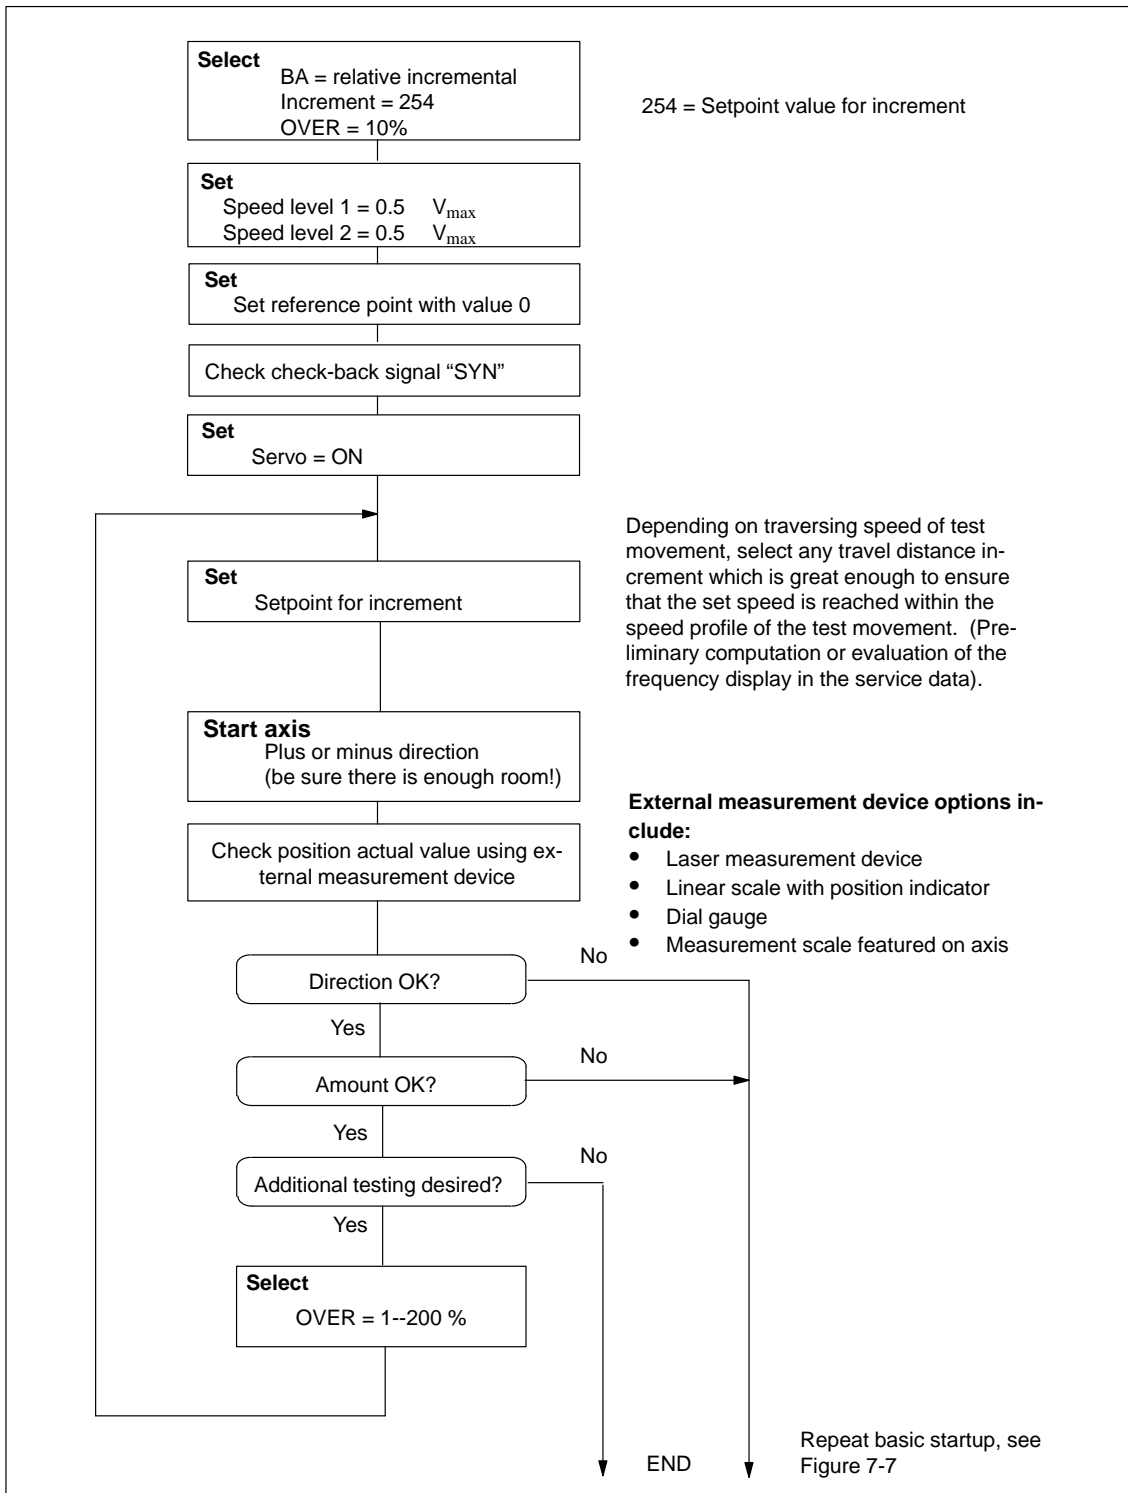 Select
BA = relative incremental
Increment = 254
OVER = 10%
254 = Setpoint value for increment
Set
Speed level 1 = 0.5 Vmax
Speed level 2 = 0.5 Vmax
Set
Set reference point with value 0
Check check-back signal “SYN”
Set
Servo = ON
Depending on traversing speed of test
movement, select any travel distance in-
crement which is great enough to ensure
that the set speed is reached within the
speed profile of the test movement. (Pre-
liminary computation or evaluation of the
frequency display in the service data).
Set
Setpoint for increment
Start axis
Plus or minus direction
(be sure there is enough room!)
External measurement device options in-
clude:
• Laser measurement device
• Linear scale with position indicator
• Dial gauge
• Measurement scale featured on axis
Check position actual value using ex-
ternal measurement device
Direction OK?
No
Yes
Amount OK?
No
Yes
Additional testing desired?
No
Yes
Select
OVER = 1--200 %
END
Repeat basic startup, see
Figure 7-7